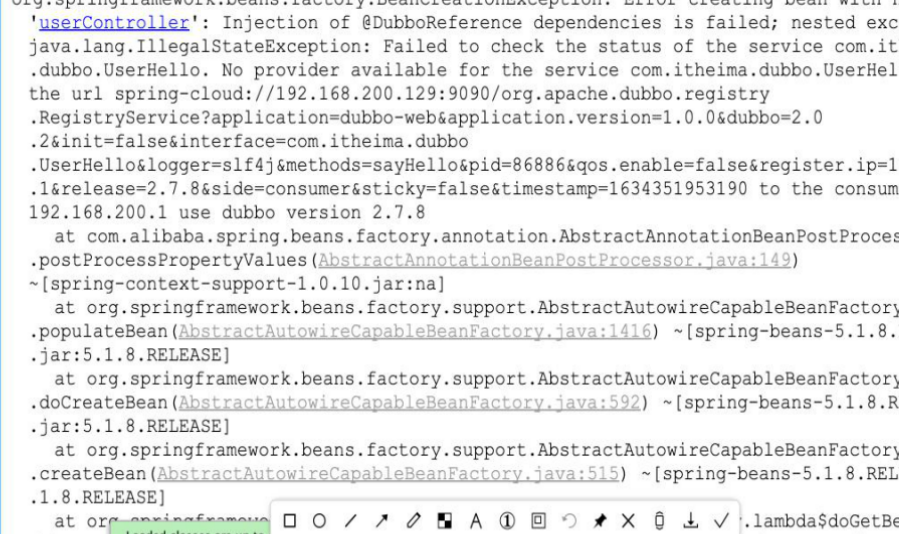 org.springframework.beans.factory.BeanCreationException: Error creating bean with
'userController': Injection of @DubboReference dependencies is failed; nested exc
java.lang.IllegalStateException: Failed to check the status of the service com.it
.dubbo.UserHello. No provider available for the service com.itheima.dubbo.UserHel
the url spring-cloud://192.168.200.129:9090/org.apache.dubbo.registry
.RegistryService?application=dubbo-web&application.version=1.0.0&dubbo=2.0
.2&init=false&interface=com.itheima.dubbo
.UserHello&logger=slf4j&methods=sayHello&pid=86886&qos.enable=false&register.ip=1
.1&release=2.7.8&side=consumer&sticky=false&timestamp=1634351953190 to the consum
192.168.200.1 use dubbo version 2.7.8
at com.alibaba.spring.beans.factory.annotation.AbstractAnnotationBeanPostProces
.postProcessPropertyValues(AbstractAnnotationBeanPostProcessor.java:149)
~[spring-context-support-1.0.10.jar:na]
at org.springframework.beans.factory.support.AbstractAutowireCapableBeanFactory
.populateBean(AbstractAutowireCapableBeanFactory.java:1416) ~[spring-beans-5.1.8.
.jar:5.1.8.RELEASE]
at org.springframework.beans.factory.support.AbstractAutowireCapableBeanFactory
.doCreateBean(AbstractAutowireCapableBeanFactory.java:592) ~[spring-beans-5.1.8.R
.jar:5.1.8.RELEASE]
at org.springframework.beans.factory.support.AbstractAutowireCapableBeanFactory
.createBean(AbstractAutowireCapableBeanFactory.java:515) ~[spring-beans-5.1.8.REL
.1.8.RELEASE]
at org.springframewo A 1 .lambda$doGetBe